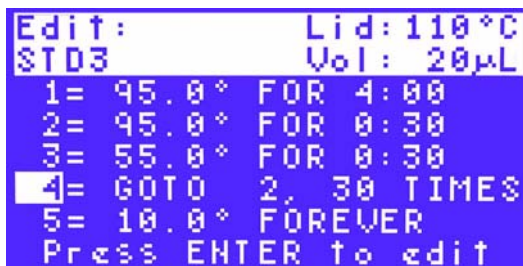 Edit: Lid:110°C
STD3 Vol: 20µL
1= 95.0° FOR 4:00
2= 95.0° FOR 0:30
3= 55.0° FOR 0:30
4= GOTO 2, 30 TIMES
5= 10.0° FOREVER
Press ENTER to edit